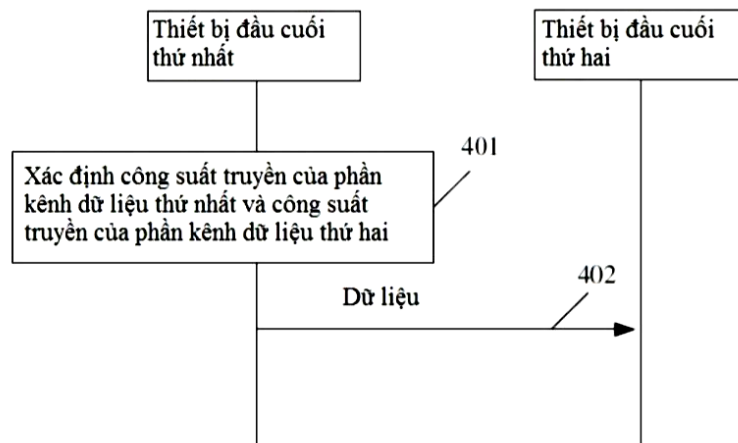 Thiết bị đầu cuối
thứ nhất
Thiết bị đầu cuối
thứ hai
401
Xác định công suất truyền của phần
kênh dữ liệu thứ nhất và công suất
truyền của phần kênh dữ liệu thứ hai
402
Dữ liệu